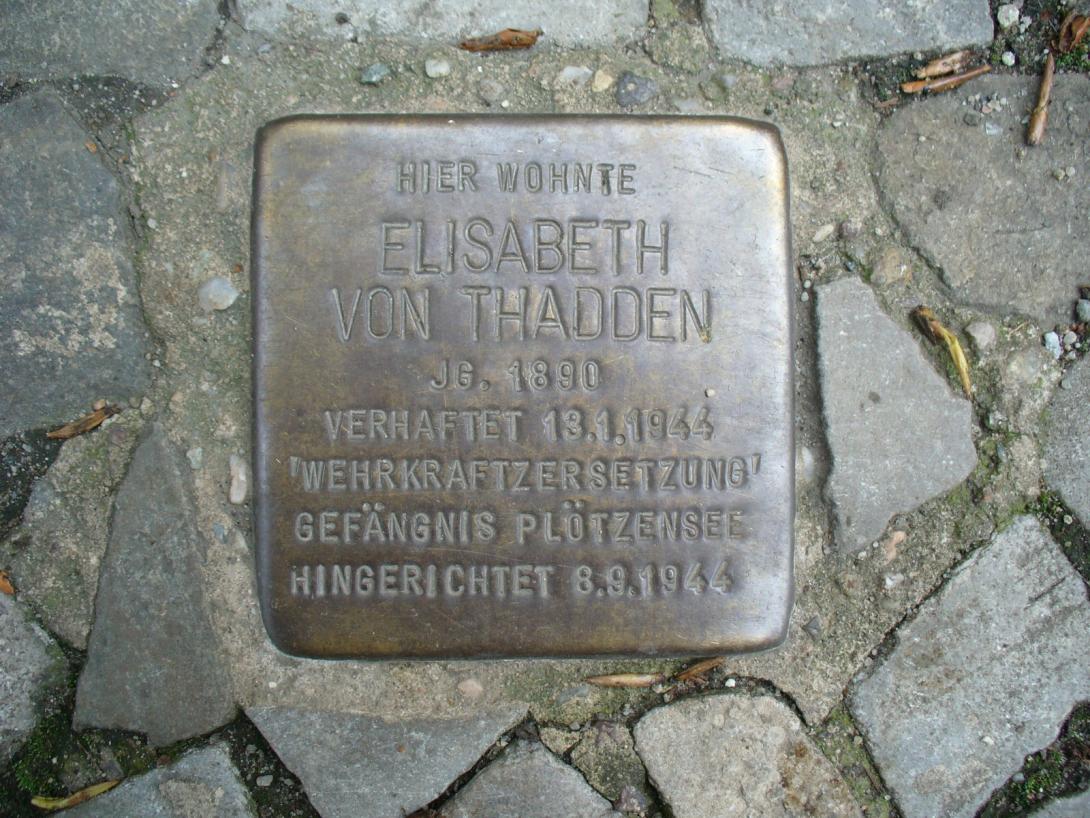 HIER WOHNTE
ELISABETH
VON THADDEN
JG. 1890
VERHAFTET 13.1.1944
'WEHRKRAFTZERSETZUNG'
GEFÄNGNIS PLÖTZENSEE
HINGERICHTET 8.9.1944